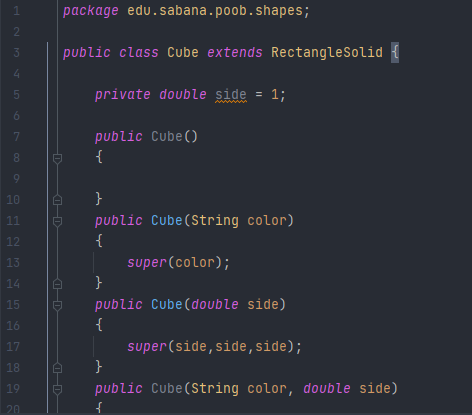 1 package edu.sabana.poob.shapes;
2
3 public class Cube extends RectangleSolid {
4
5 private double side = 1;
6
7 public Cube()
8 {
9
10 }
11 public Cube(String color)
12 {
13 super(color);
14 }
15 public Cube(double side)
16 {
17 super(side,side,side);
18 }
19 public Cube(String color, double side)
20 {